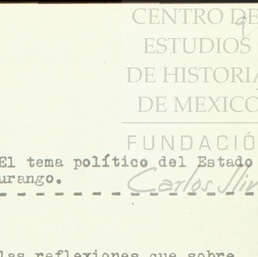 CENTRO DE
ESTUDIOS
DE HISTORIA
DE MEXICO
FUNDACIÓ
Carlos Slim
El tema político del Estado
urango.
las reflexiones que sobre